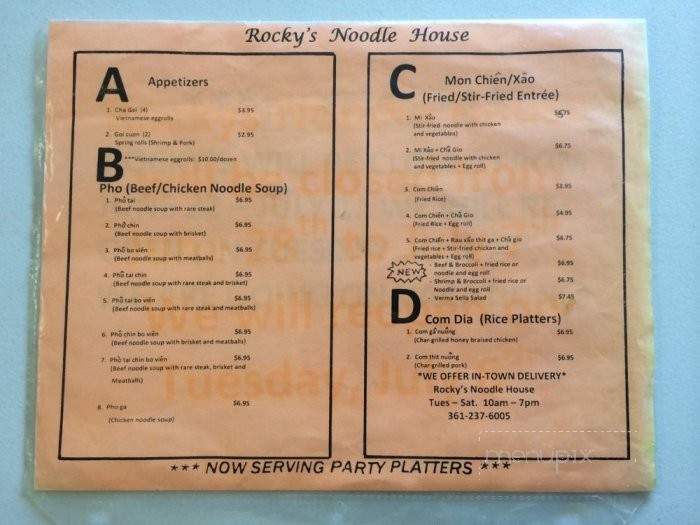 Rocky's Noodle House
A
Appetizers
1. Cha Goi (4) $3.95
Vietnamese eggrolls
2. Goi cuon (2) $2.95
Spring rolls (Shrimp & Pork)
***Vietnamese eggrolls: $10.00/dozen
B
Pho (Beef/Chicken Noodle Soup)
1. Phở tai $6.95
(Beef noodle soup with rare steak)
2. Phở chin $6.95
(Beef noodle soup with brisket)
3. Phở bo viên $6.95
(Beef noodle soup with meatballs)
4. Phở tai chin $6.95
(Beef noodle soup with rare steak and brisket)
5. Phở tai bo viên $6.95
(Beef noodle soup with rare steak and meatballs)
6. Phở chin bo viên $6.95
(Beef noodle soup with brisket and meatballs)
7. Phở tai chin bo viên $6.95
(Beef noodle soup with rare steak, brisket, and
Meatballs)
8. Pho ga $6.95
(Chicken noodle soup)
C
Mon Chiên/Xão
(Fried/Stir-Fried Entrée)
1. Mi Xão
(Stir-fried noodle with chicken
and vegetables)
2. Mi Xão + Chả Gio $6.75
(Stir-fried noodle with chicken
and vegetables + Egg roll)
3. Com Chiên $3.95
(Fried Rice)
4. Com Chiên + Chả Gio $4.95
(Fried Rice + Egg roll)
5. Com Chiên + Rau xão thit ga + Chả gio $6.75
(Fried rice + Stir-fried chicken and
vegetables + Egg roll)
NEW
- Beef & Broccoli + fried rice or $6.95
noodle and egg roll
- Shrimp & Broccoli + fried rice or $6.75
Noodle and egg roll
- Verma Sella Salad $7.45
D
Com Dia (Rice Platters)
1. Com gả nuông $6.95
(Char-grilled honey braised chicken)
2. Com thit nuông $6.95
(Char-grilled pork)
*WE OFFER IN-TOWN DELIVERY*
Rocky's Noodle House
Tues – Sat. 10am – 7pm
361-237-6005
menupix
*** NOW SERVING PARTY PLATTERS ***